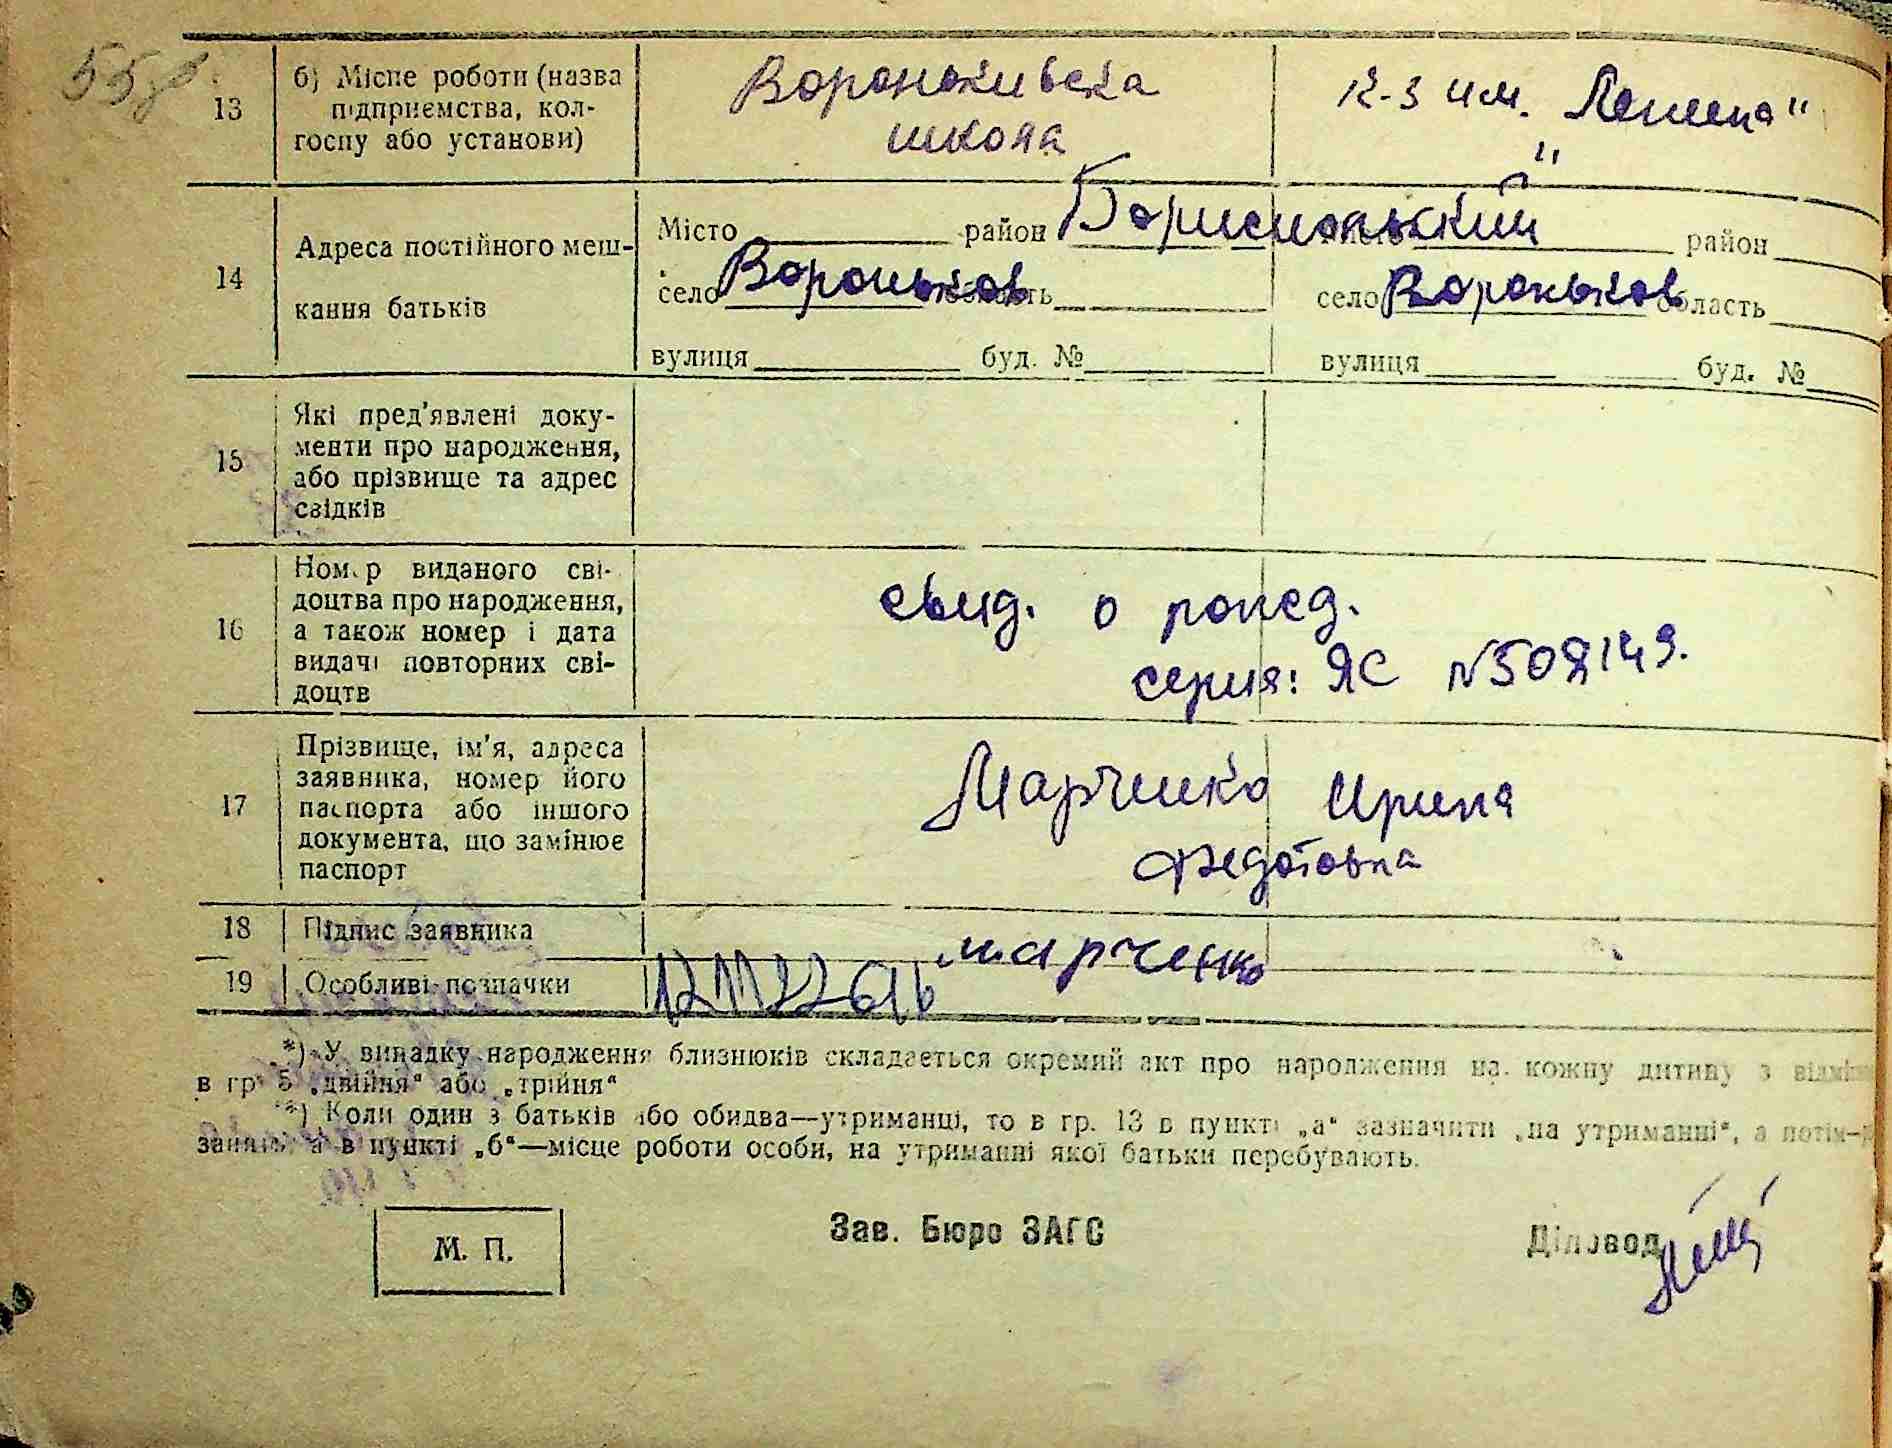 13 б) Місце роботи (назва підприємства, колгоспу або установи)
Вороньківска школа
к-з им. "Ленина"
14 Адреса постійного мешкання батьків
Місто район Бориспольский район
село Вороньков область село Вороньков область
вулиця буд. № вулиця буд. №
15 Які пред'явлені документи про народження, або прізвище та адрес свідків
16 Номер виданого свідоцтва про народження, а також номер і дата видачі повторних свідоцтв
свид. о рожд.
серия: ЯС №508149.
17 Прізвище, ім'я, адреса заявника, номер його паспорта або іншого документа, що замінює паспорт
Марченко Ирина
Федотовна
18 Підпис заявника
Марченко
19 Особливі позначки
*) У випадку народження близнюків складається окремий акт про народження на кожну дитину з
в гр 5 „двійня“ або „трійня“
**) Коли один з батьків або обидва—утриманці, то в гр. 13 в пункті „а“ зазначити „на утриманні“, а потім
а в пункті „б“—місце роботи особи, на утриманні якої батьки перебувають.
М. П. Зав. Бюро ЗАГС Діловод